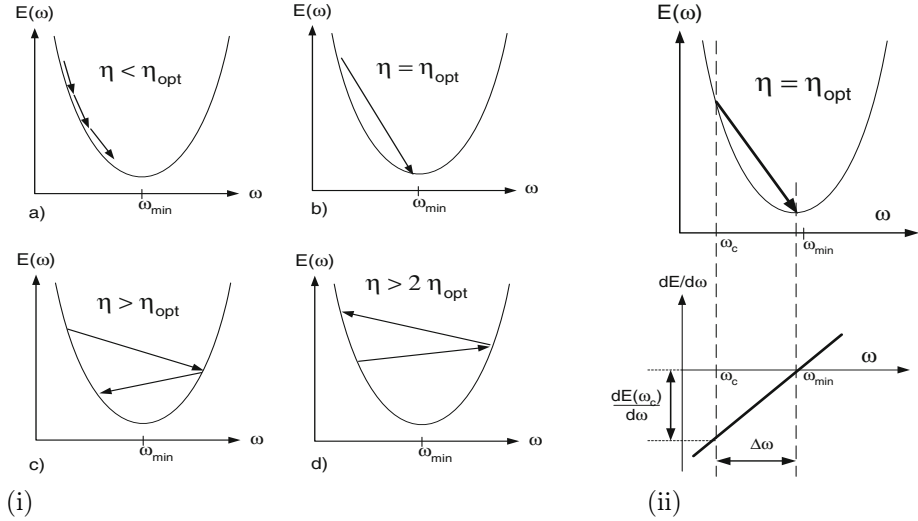 E(ω)
η < η_opt
ω_min
ω
a)
E(ω)
η = η_opt
ω_min
ω
b)
E(ω)
η > η_opt
ω_min
ω
c)
E(ω)
η > 2 η_opt
ω_min
ω
d)
(i)
E(ω)
η = η_opt
ω
ω_c
ω_min
dE/dω
ω
ω_c
ω_min
dE(ω_c)
dω
Δω
(ii)